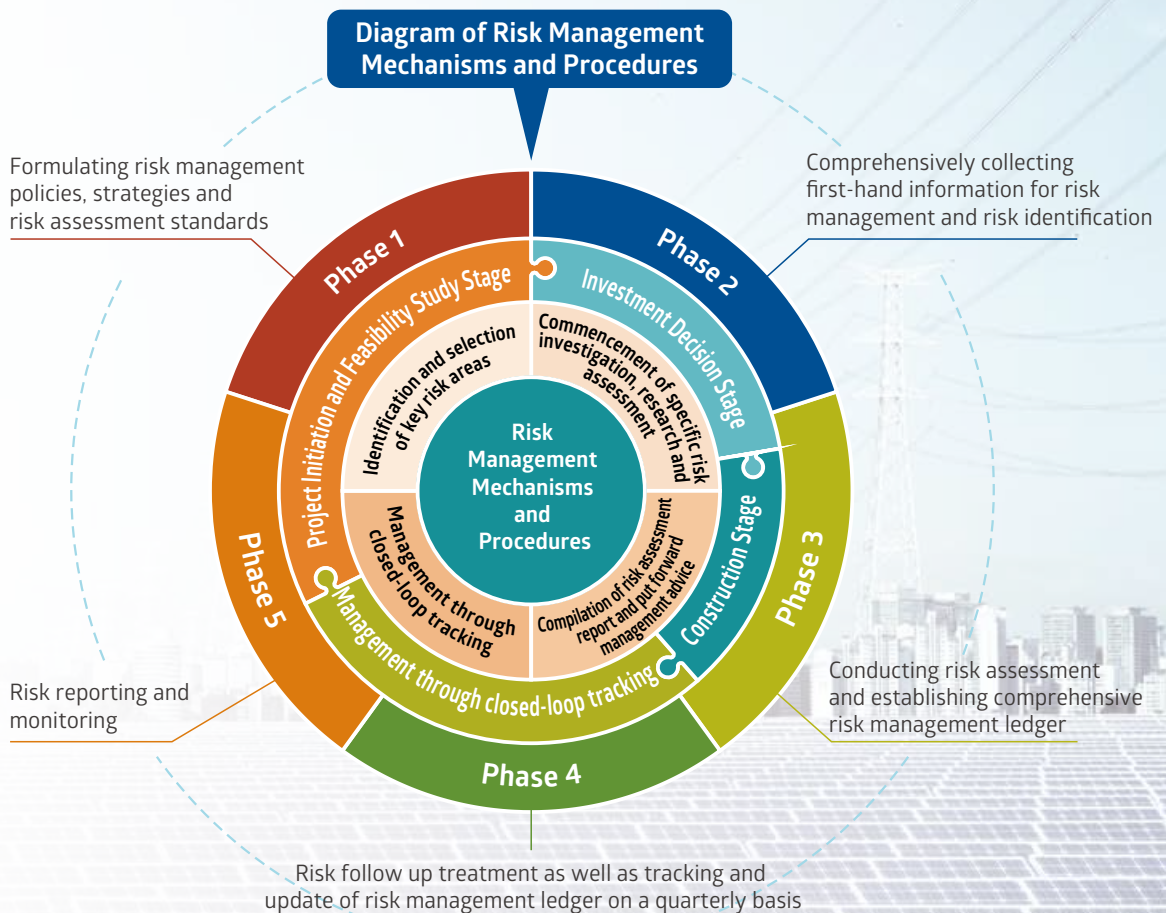 Diagram of Risk Management
Mechanisms and Procedures
Formulating risk management
policies, strategies and
risk assessment standards
Comprehensively collecting
first-hand information for risk
management and risk identification
Phase 1
Phase 2
Project Initiation and Feasibility Study Stage
Investment Decision Stage
Identification and selection
of key risk areas
Commencement of specific risk
investigation, research and
assessment
Risk
Management
Mechanisms
and
Procedures
Management through
closed-loop tracking
Compilation of risk assessment
report and put forward
management advice
Construction Stage
Management through closed-loop tracking
Phase 5
Phase 3
Phase 4
Risk reporting and
monitoring
Conducting risk assessment
and establishing comprehensive
risk management ledger
Risk follow up treatment as well as tracking and
update of risk management ledger on a quarterly basis